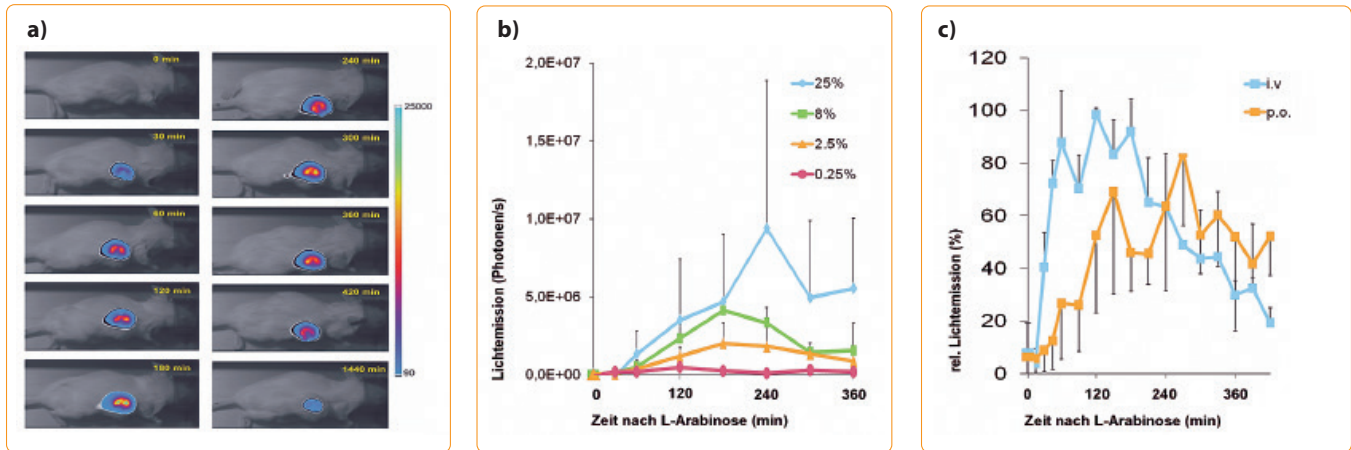 a)
0 min
240 min
25000
30 min
300 min
60 min
360 min
120 min
420 min
90
180 min
1440 min
b)
2,0E+07
1,5E+07
1,0E+07
5,0E+06
0,0E+00
25%
8%
2.5%
0.25%
Lichtemission (Photonen/s)
0 120 240 360
Zeit nach L-Arabinose (min)
c)
120
100
80
60
40
20
0
i.v
p.o.
rel. Lichtemission (%)
0 120 240 360
Zeit nach L-Arabinose (min)